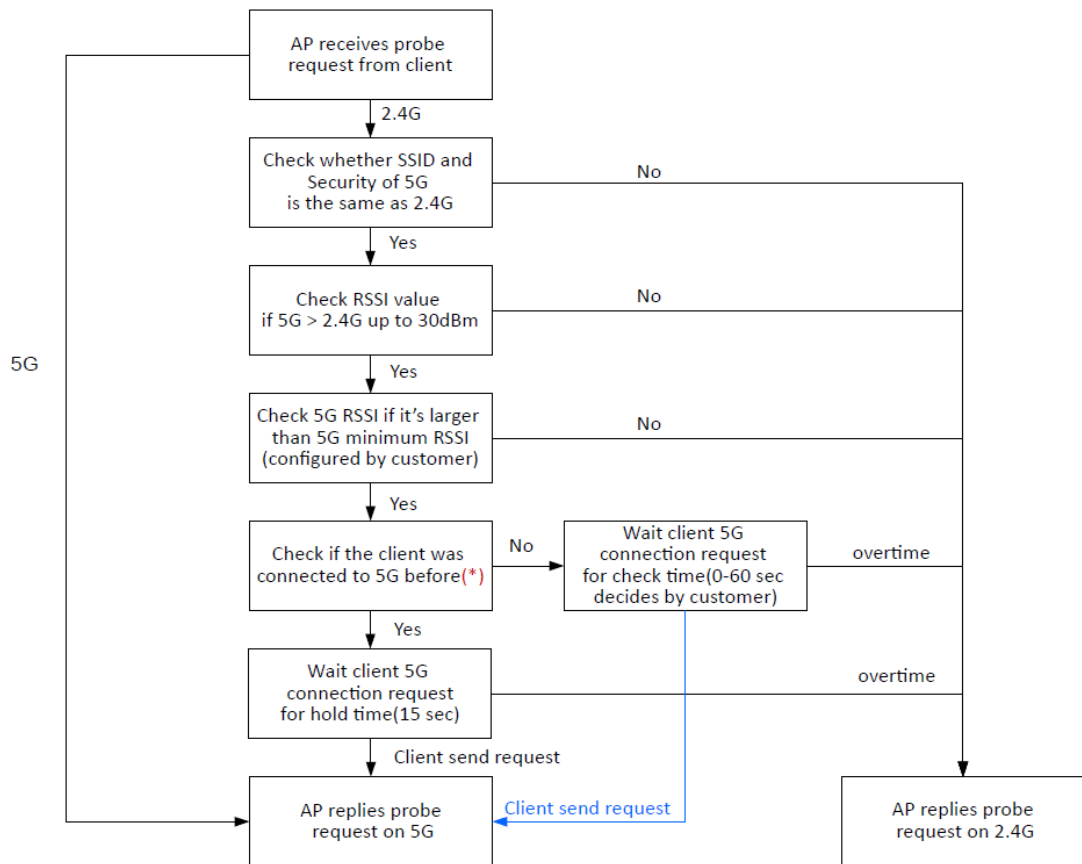 AP receives probe
request from client
2.4G
Check whether SSID and
Security of 5G
is the same as 2.4G
No
Yes
Check RSSI value
if 5G > 2.4G up to 30dBm
No
5G
Yes
Check 5G RSSI if it's larger
than 5G minimum RSSI
(configured by customer)
No
Yes
Check if the client was
connected to 5G before(*)
No
Wait client 5G
connection request
for check time(0-60 sec
decides by customer)
overtime
Yes
Wait client 5G
connection request
for hold time(15 sec)
overtime
Client send request
AP replies probe
request on 5G
Client send request
AP replies probe
request on 2.4G